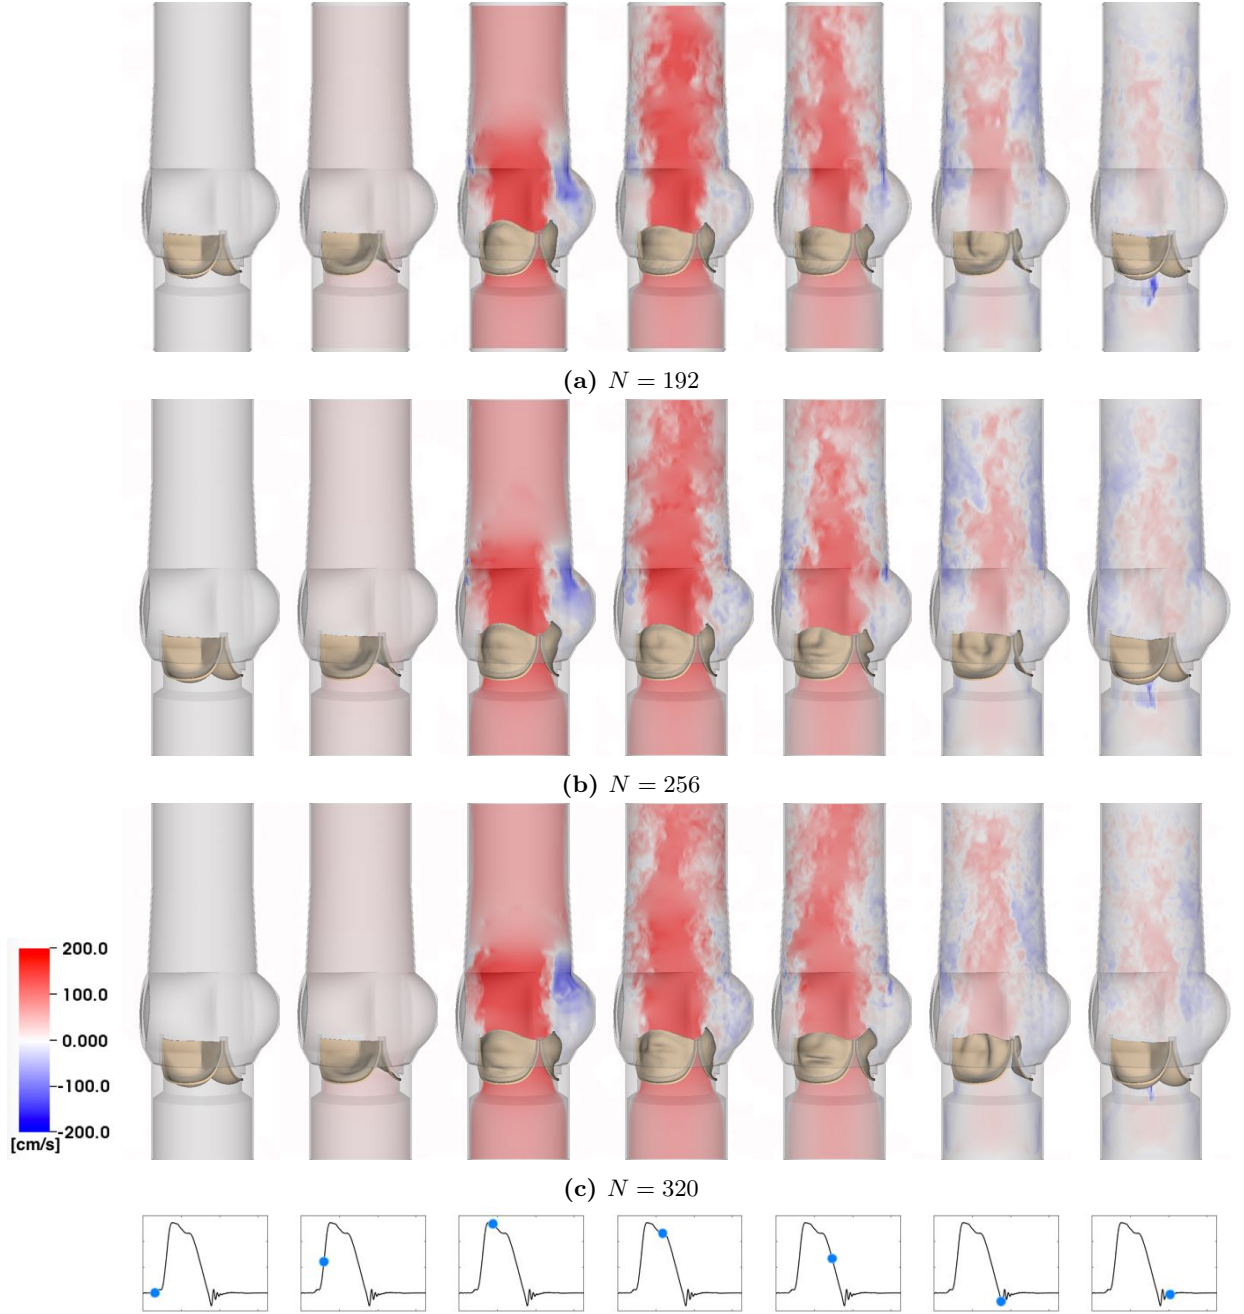 (a) N = 192
(b) N = 256
200.0
100.0
0.000
-100.0
-200.0
[cm/s]
(c) N = 320